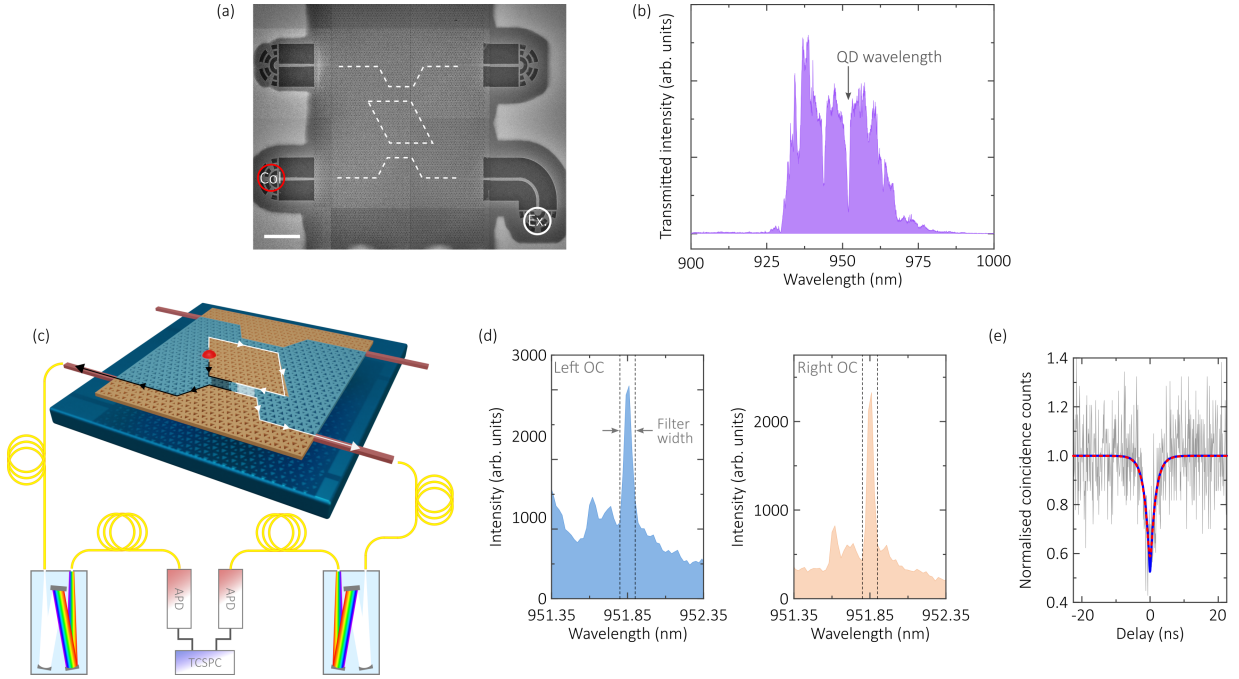 (a)
Col
Ex.
(b)
Transmitted intensity (arb. units)
QD wavelength
900 925 950 975 1000
Wavelength (nm)
(c)
APD
APD
TCSPC
(d)
Intensity (arb. units)
3000
2000
1000
0
Left OC
Filter
width
951.35 951.85 952.35
Wavelength (nm)
Intensity (arb. units)
2000
1000
0
Right OC
951.35 951.85 952.35
Wavelength (nm)
(e)
Normalised coincidence counts
1.4
1.2
1.0
0.8
0.6
0.4
-20 -10 0 10 20
Delay (ns)